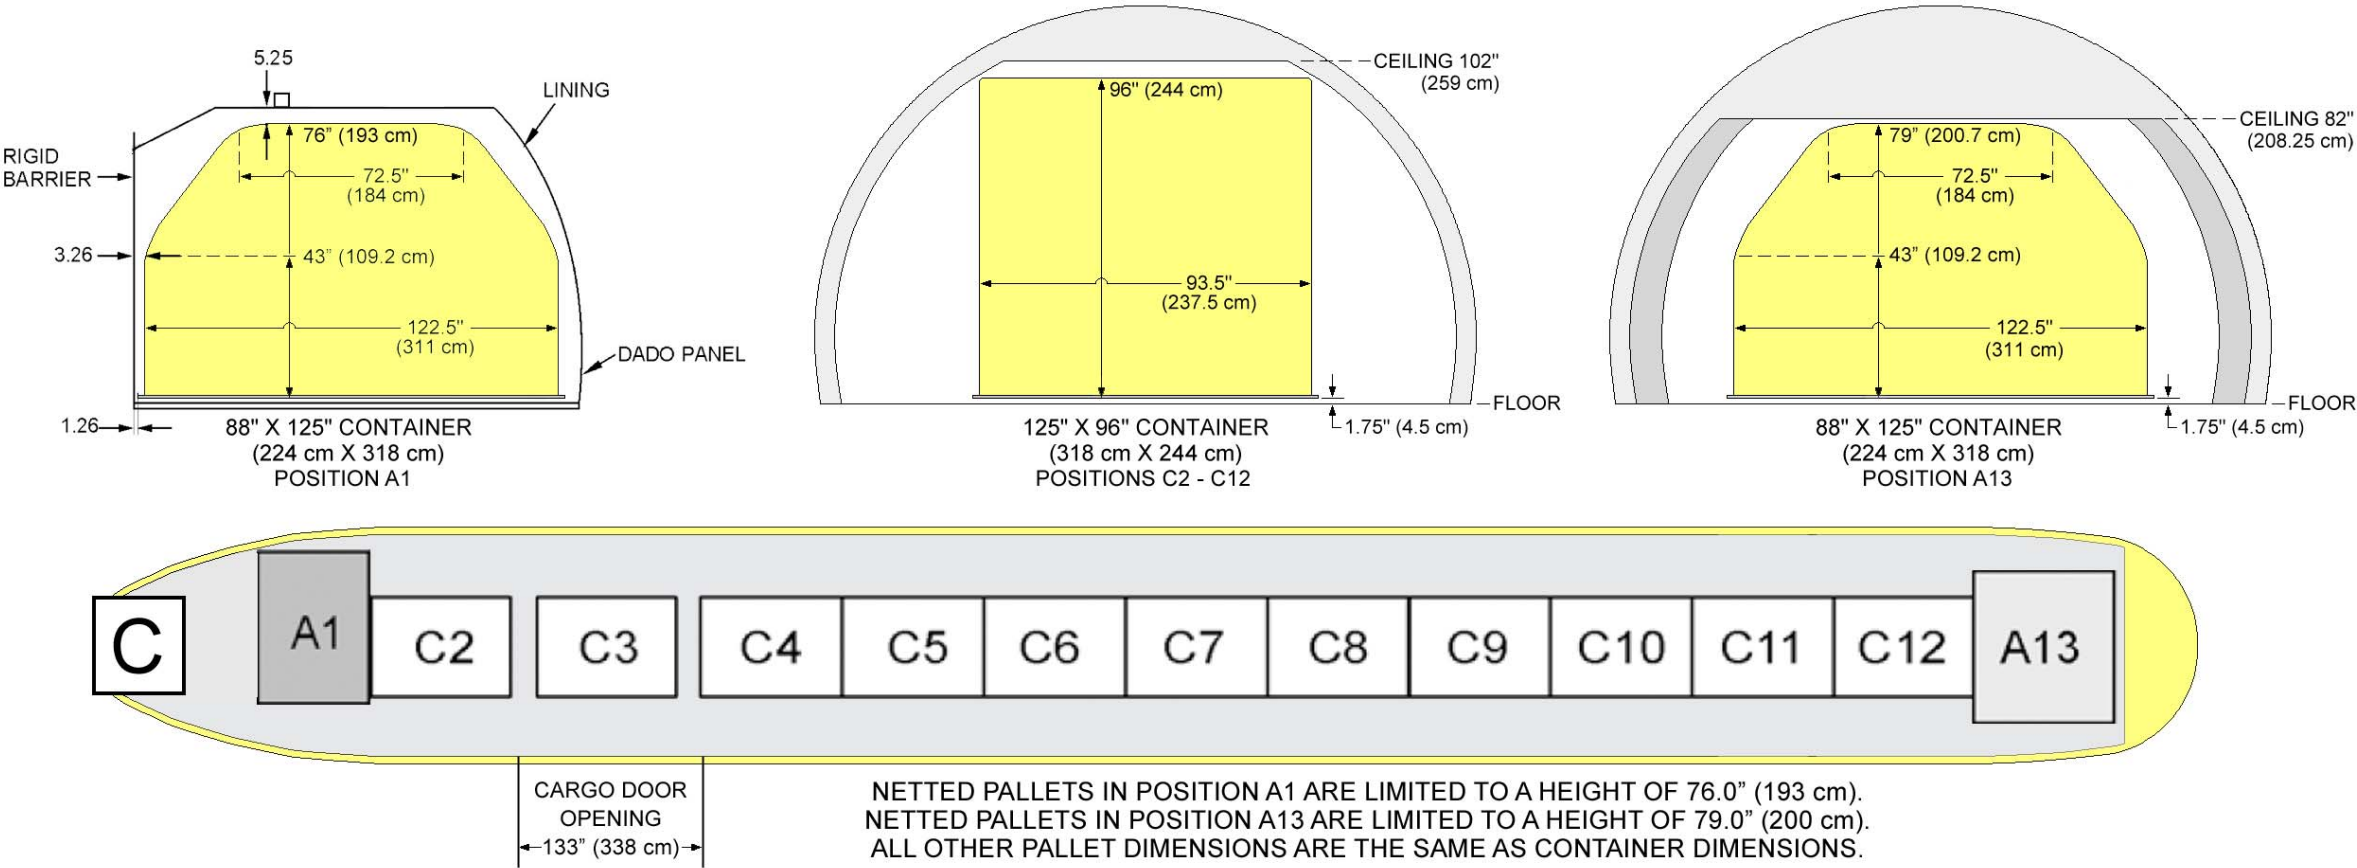 5.25
LINING
RIGID
BARRIER
76” (193 cm)
72.5"
(184 cm)
3.26
43” (109.2 cm)
122.5"
(311 cm)
DADO PANEL
1.26
88" X 125" CONTAINER
(224 cm X 318 cm)
POSITION A1
CEILING 102"
(259 cm)
96" (244 cm)
93.5"
(237.5 cm)
FLOOR
1.75" (4.5 cm)
125" X 96" CONTAINER
(318 cm X 244 cm)
POSITIONS C2 - C12
CEILING 82"
(208.25 cm)
79” (200.7 cm)
72.5"
(184 cm)
43” (109.2 cm)
122.5"
(311 cm)
FLOOR
1.75" (4.5 cm)
88" X 125" CONTAINER
(224 cm X 318 cm)
POSITION A13
C
A1
C2
C3
C4
C5
C6
C7
C8
C9
C10
C11
C12
A13
CARGO DOOR
OPENING
133” (338 cm)
NETTED PALLETS IN POSITION A1 ARE LIMITED TO A HEIGHT OF 76.0” (193 cm).
NETTED PALLETS IN POSITION A13 ARE LIMITED TO A HEIGHT OF 79.0” (200 cm).
ALL OTHER PALLET DIMENSIONS ARE THE SAME AS CONTAINER DIMENSIONS.